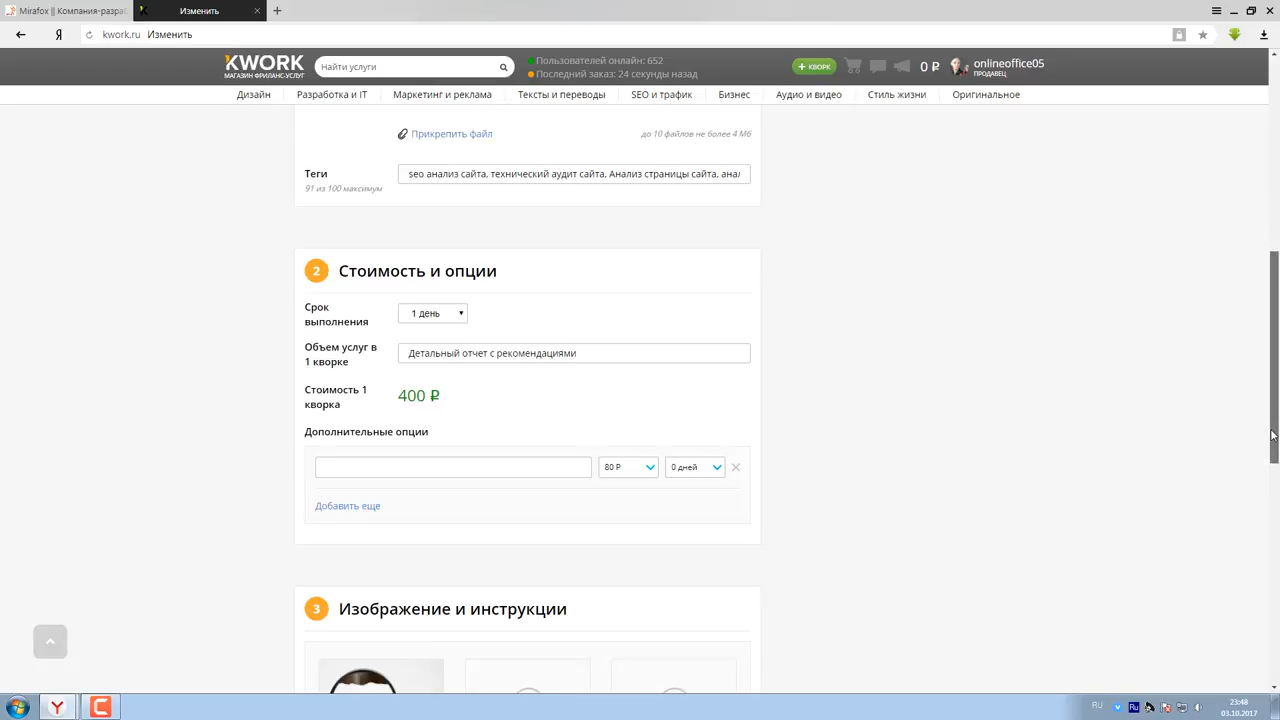 Mirafox || Компания-разраб
Изменить
kwork.ru Изменить
KWORK
МАГАЗИН ФРИЛАНС-УСЛУГ
Найти услуги
Пользователей онлайн: 652
Последний заказ: 24 секунды назад
+ КВОРК
0 ₽
onlineoffice05
ПРОДАВЕЦ
Дизайн Разработка и IT Маркетинг и реклама Тексты и переводы SEO и трафик Бизнес Аудио и видео Стиль жизни Оригинальное
Прикрепить файл до 10 файлов не более 4 Мб
Теги seo анализ сайта, технический аудит сайта, Анализ страницы сайта, анал
91 из 100 максимум
2 Стоимость и опции
Срок
выполнения
1 день
Объем услуг в
1 кворке
Детальный отчет с рекомендациями
Стоимость 1
кворка
400 ₽
Дополнительные опции
80 Р 0 дней
Добавить еще
3 Изображение и инструкции
RU
23:48
03.10.2017